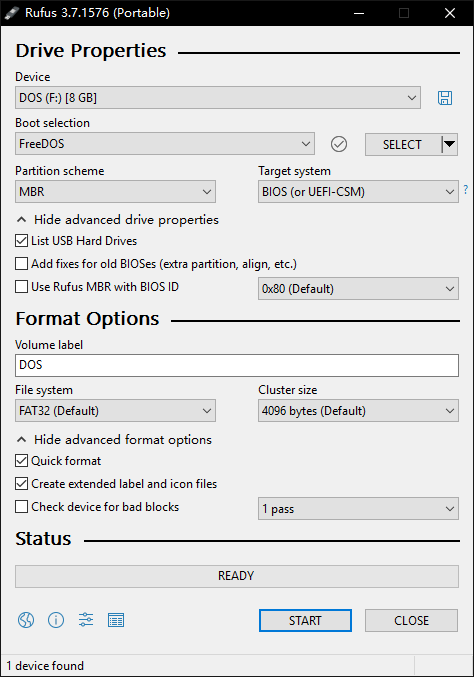 Rufus 3.7.1576 (Portable)
Drive Properties
Device
DOS (F:) [8 GB]
Boot selection
FreeDOS
SELECT
Partition scheme
Target system
MBR
BIOS (or UEFI-CSM)
?
Hide advanced drive properties
List USB Hard Drives
Add fixes for old BIOSes (extra partition, align, etc.)
Use Rufus MBR with BIOS ID
0x80 (Default)
Format Options
Volume label
DOS
File system
Cluster size
FAT32 (Default)
4096 bytes (Default)
Hide advanced format options
Quick format
Create extended label and icon files
Check device for bad blocks
1 pass
Status
READY
START
CLOSE
1 device found